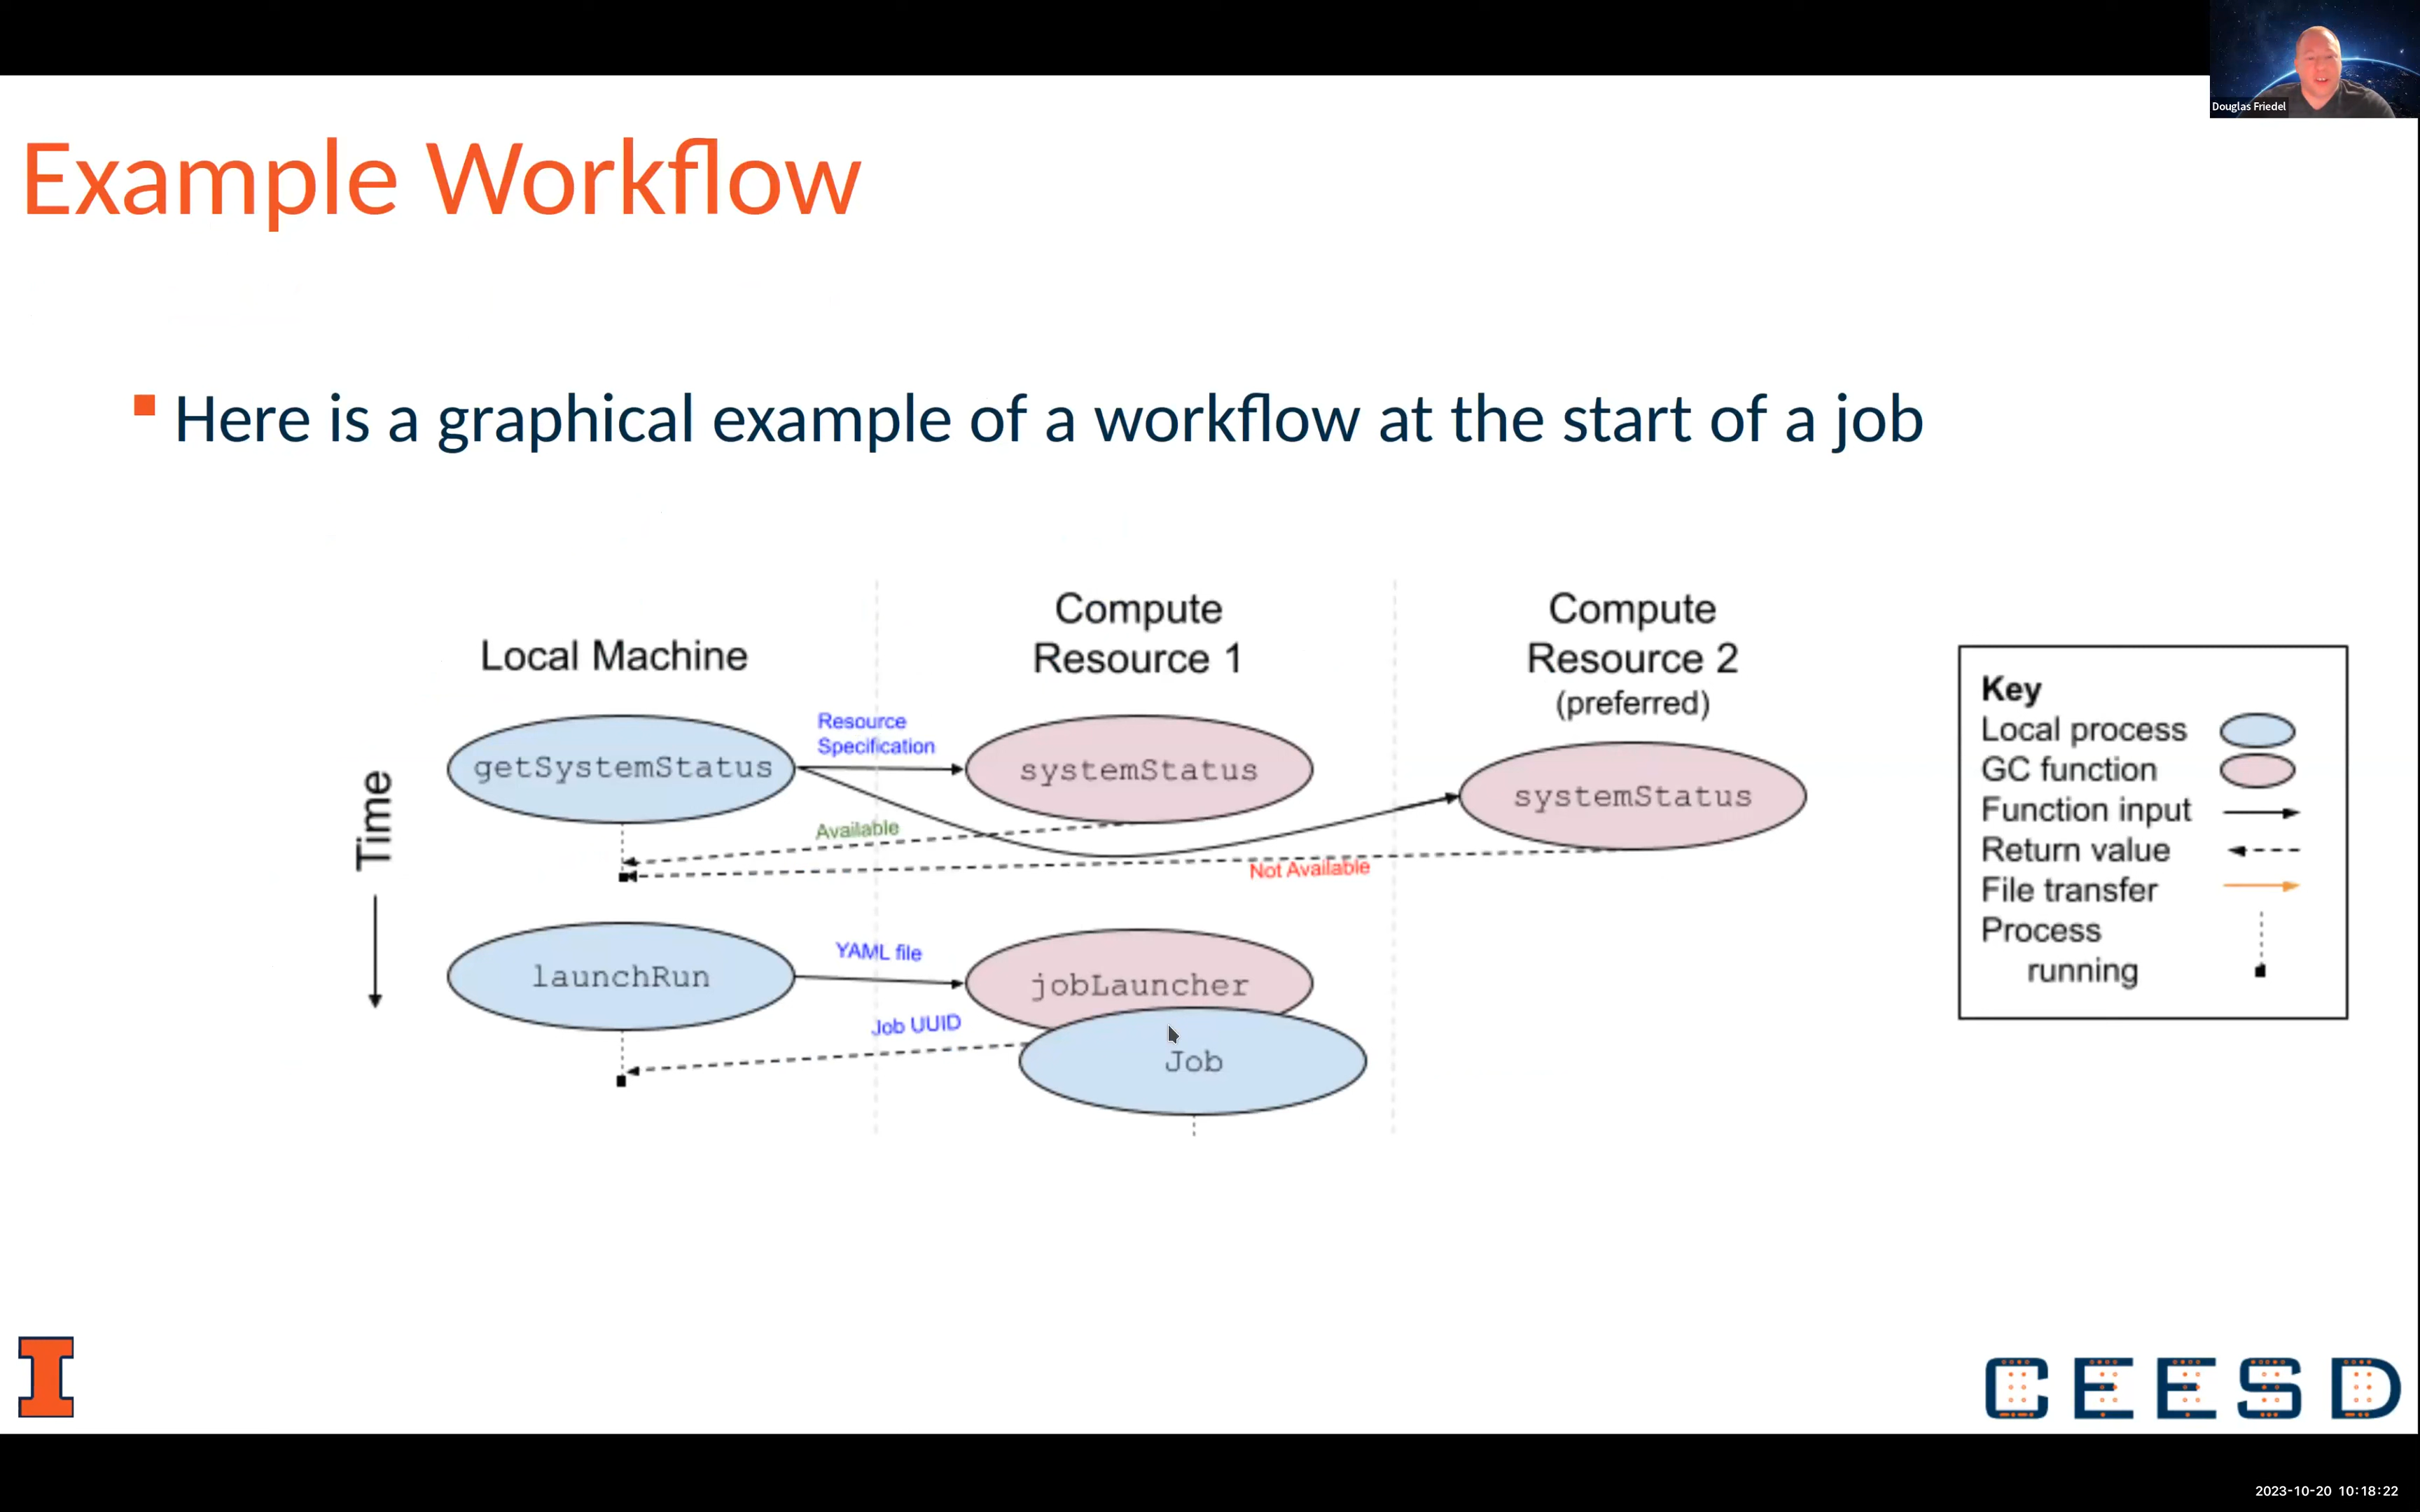 Douglas Friedel
Example Workflow
Here is a graphical example of a workflow at the start of a job
Local Machine
Compute
Resource 1
Compute
Resource 2
(preferred)
Time
getSystemStatus
Resource
Specification
systemStatus
systemStatus
Available
Not Available
launchRun
YAML file
jobLauncher
Job UUID
Job
Key
Local process
GC function
Function input
Return value
File transfer
Process
running
I
CEESD
2023-10-20 10:18:22